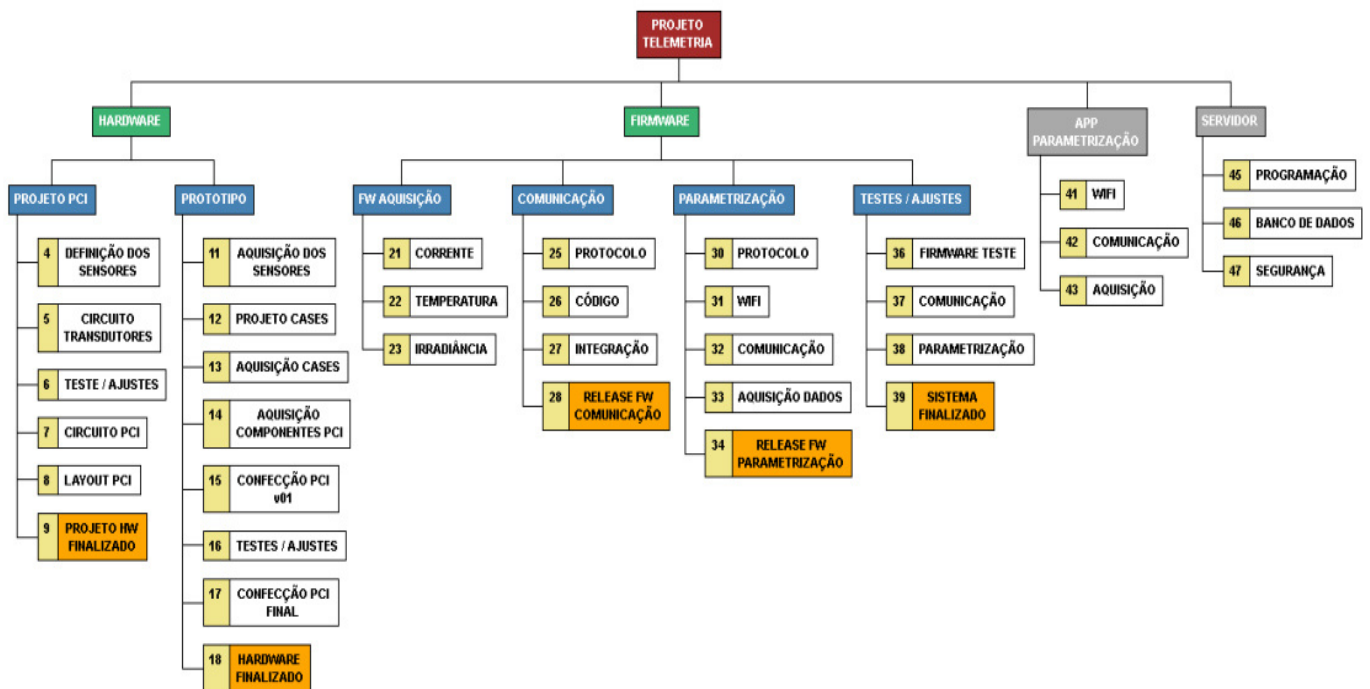 PROJETO
TELEMETRIA
HARDWARE
FIRMWARE
APP
PARAMETRIZAÇÃO
SERVIDOR
PROJETO PCI
4 DEFINIÇÃO DOS
SENSORES
5 CIRCUITO
TRANSDUTORES
6 TESTE / AJUSTES
7 CIRCUITO PCI
8 LAYOUT PCI
9 PROJETO HW
FINALIZADO
PROTOTIPO
11 AQUISIÇÃO DOS
SENSORES
12 PROJETO CASES
13 AQUISIÇÃO CASES
14 AQUISIÇÃO
COMPONENTES PCI
15 CONFECÇÃO PCI
v01
16 TESTES / AJUSTES
17 CONFECÇÃO PCI
FINAL
18 HARDWARE
FINALIZADO
FW AQUISIÇÃO
21 CORRENTE
22 TEMPERATURA
23 IRRADIÂNCIA
COMUNICAÇÃO
25 PROTOCOLO
26 CÓDIGO
27 INTEGRAÇÃO
28 RELEASE FW
COMUNICAÇÃO
PARAMETRIZAÇÃO
30 PROTOCOLO
31 WIFI
32 COMUNICAÇÃO
33 AQUISIÇÃO DADOS
34 RELEASE FW
PARAMETRIZAÇÃO
TESTES / AJUSTES
36 FIRMWARE TESTE
37 COMUNICAÇÃO
38 PARAMETRIZAÇÃO
39 SISTEMA
FINALIZADO
41 WIFI
42 COMUNICAÇÃO
43 AQUISIÇÃO
45 PROGRAMAÇÃO
46 BANCO DE DADOS
47 SEGURANÇA